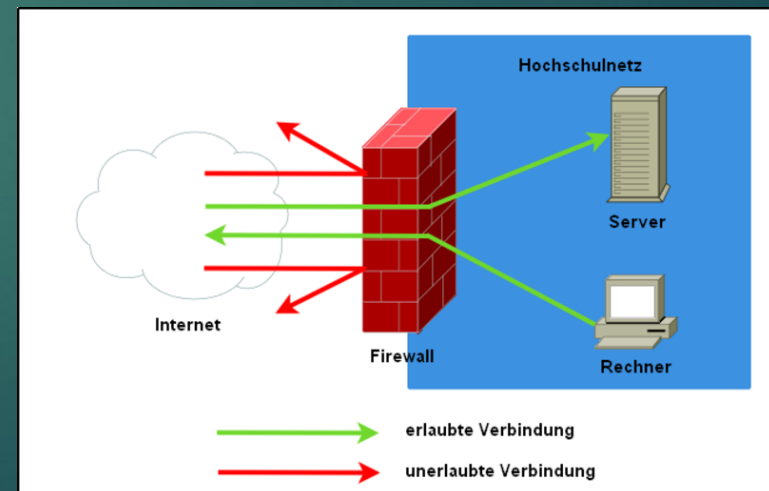 Hochschulnetz
Server
Internet
Firewall
Rechner
erlaubte Verbindung
unerlaubte Verbindung